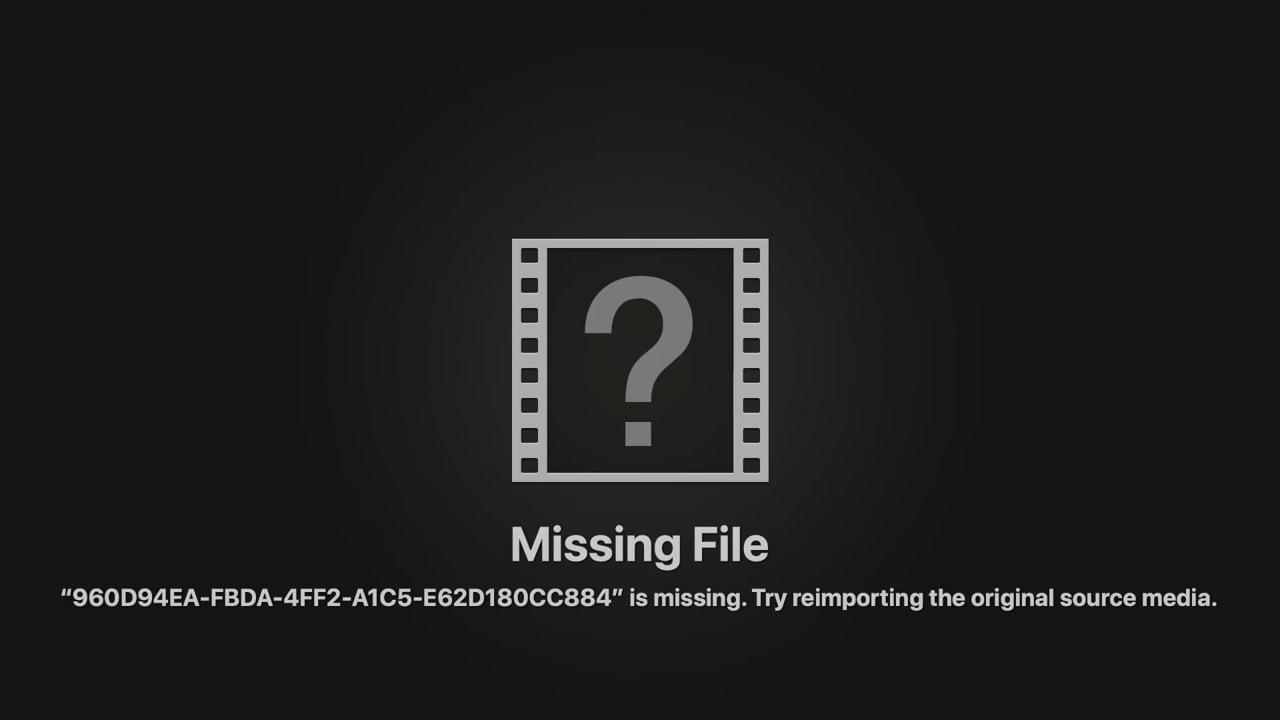 ?
Missing File
“960D94EA-FBDA-4FF2-A1C5-E62D180CC884” is missing. Try reimporting the original source media.